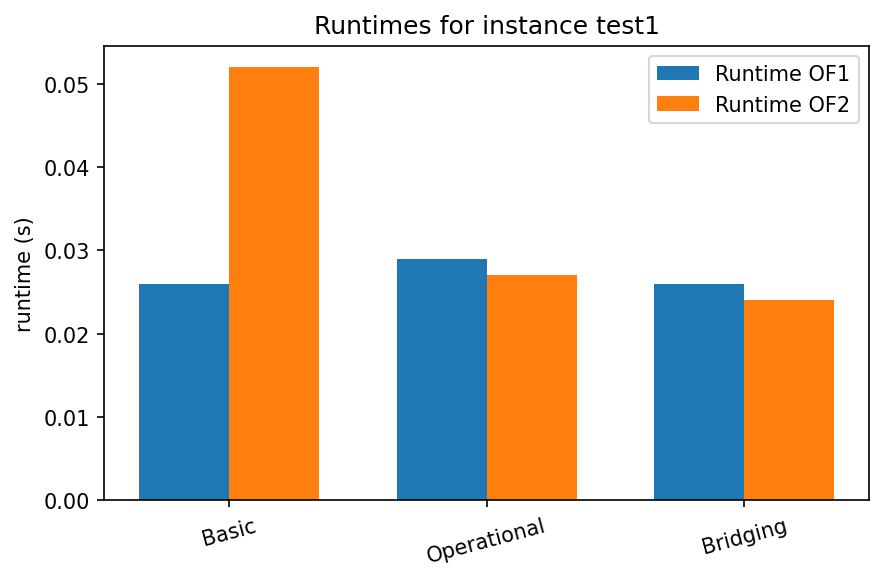 Runtimes for instance test1
Runtime OF1
Runtime OF2
runtime (s)
0.05
0.04
0.03
0.02
0.01
0.00
Basic
Operational
Bridging